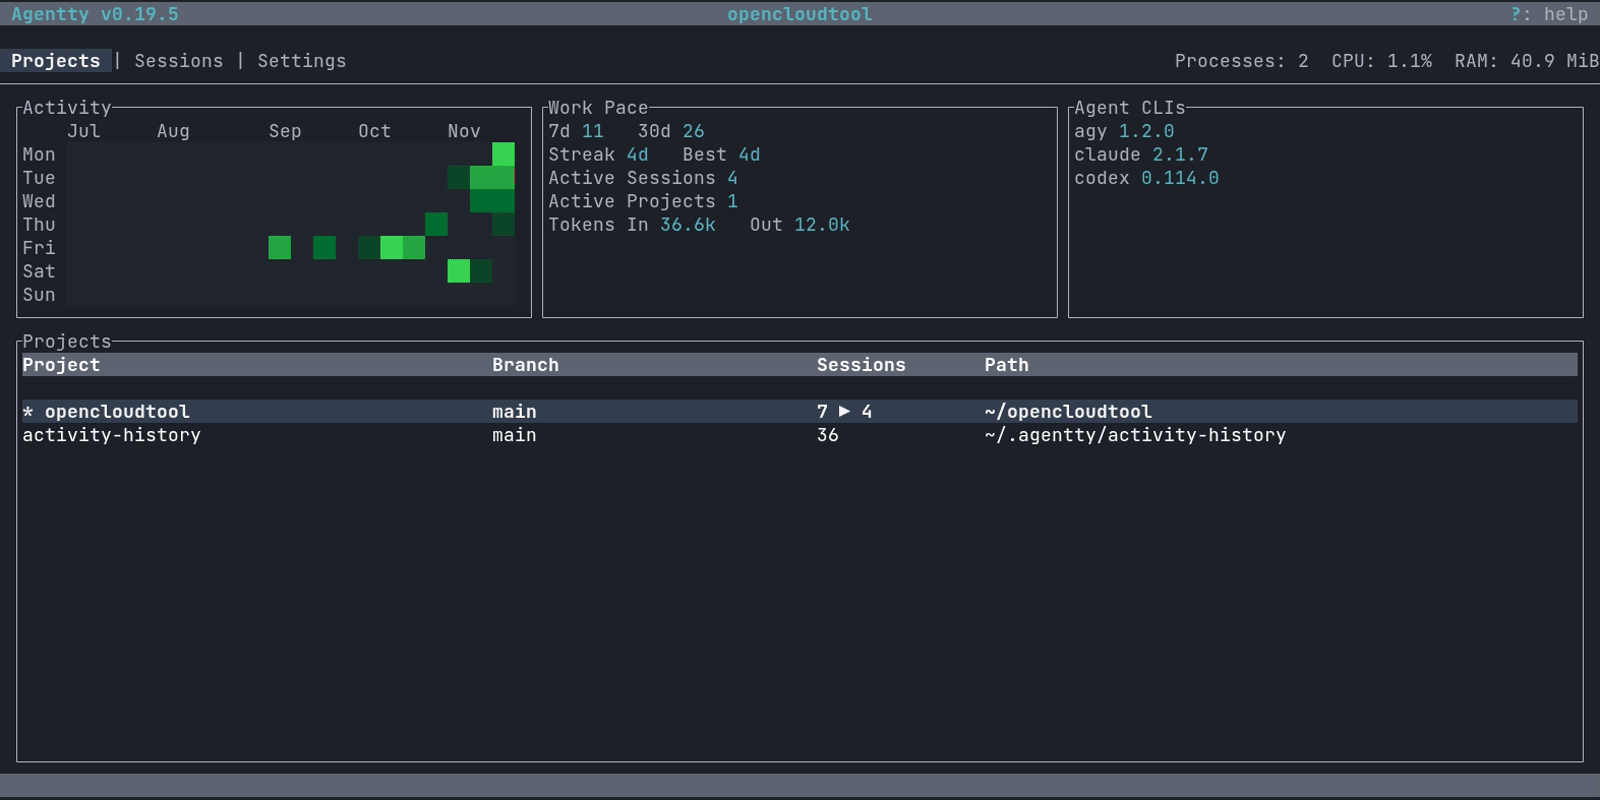 Agentty v0.19.5 opencloudtool ?: help
Projects | Sessions | Settings Processes: 2 CPU: 1.1% RAM: 40.9 MiB
Activity
Jul Aug Sep Oct Nov
Mon
Tue
Wed
Thu
Fri
Sat
Sun
Work Pace
7d 11 30d 26
Streak 4d Best 4d
Active Sessions 4
Active Projects 1
Tokens In 36.6k Out 12.0k
Agent CLIs
agy 1.2.0
claude 2.1.7
codex 0.114.0
Projects
Project Branch Sessions Path
* opencloudtool main 7 ▶ 4 ~/opencloudtool
activity-history main 36 ~/.agentty/activity-history